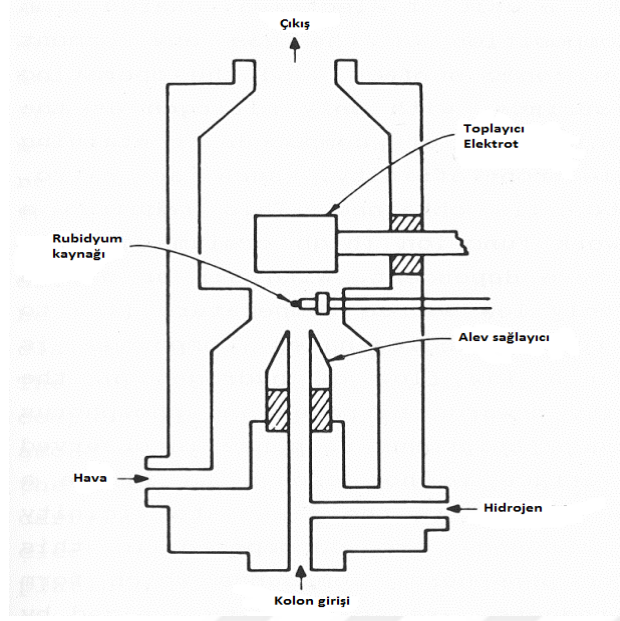 Çıkış
Toplayıcı
Elektrot
Rubidyum
kaynağı
Alev sağlayıcı
Hava
Hidrojen
Kolon girişi